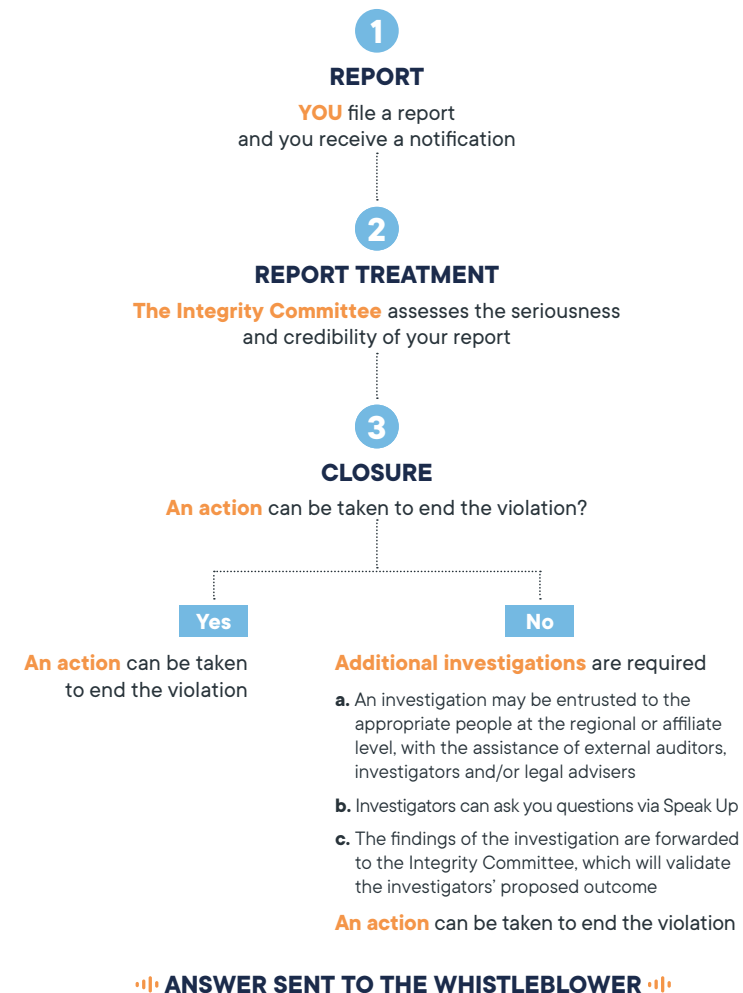 1
REPORT
YOU file a report
and you receive a notification
2
REPORT TREATMENT
The Integrity Committee assesses the seriousness
and credibility of your report
3
CLOSURE
An action can be taken to end the violation?
Yes
An action can be taken
to end the violation
No
Additional investigations are required
a. An investigation may be entrusted to the
appropriate people at the regional or affiliate
level, with the assistance of external auditors,
investigators and/or legal advisers
b. Investigators can ask you questions via Speak Up
c. The findings of the investigation are forwarded
to the Integrity Committee, which will validate
the investigators’ proposed outcome
An action can be taken to end the violation
ANSWER SENT TO THE WHISTLEBLOWER